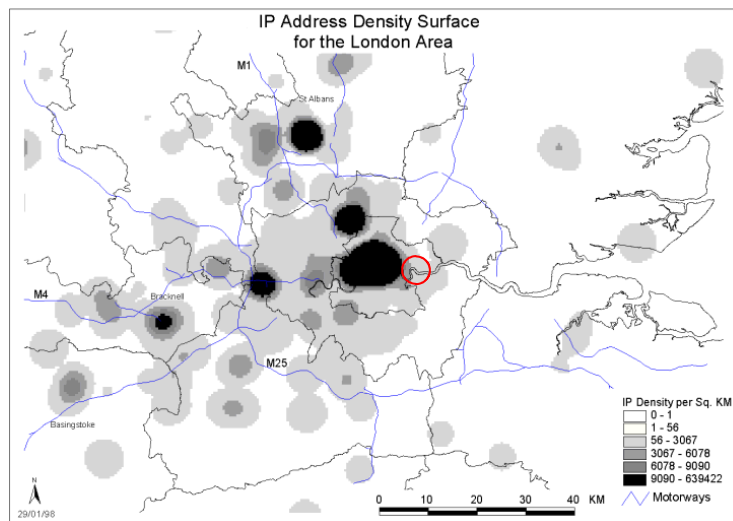 IP Address Density Surface
for the London Area
M1
St Albans
M4
Bracknell
M25
Basingstoke
IP Density per Sq. KM
0 - 1
1 - 56
56 - 3067
3067 - 6078
6078 - 9090
9090 - 639422
Motorways
N
29/01/98
0 10 20 30 40 KM